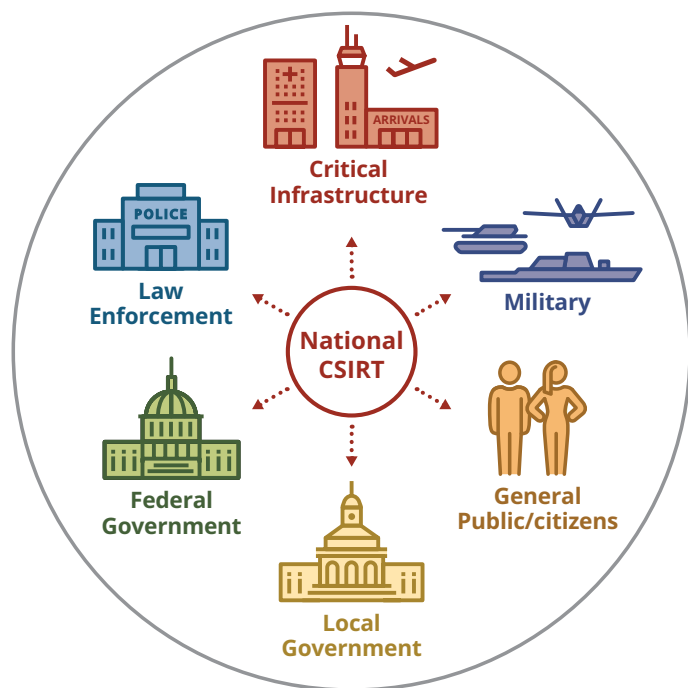 ARRIVALS
Critical
Infrastructure
POLICE
Law
Enforcement
Military
National
CSIRT
Federal
Government
General
Public/citizens
Local
Government